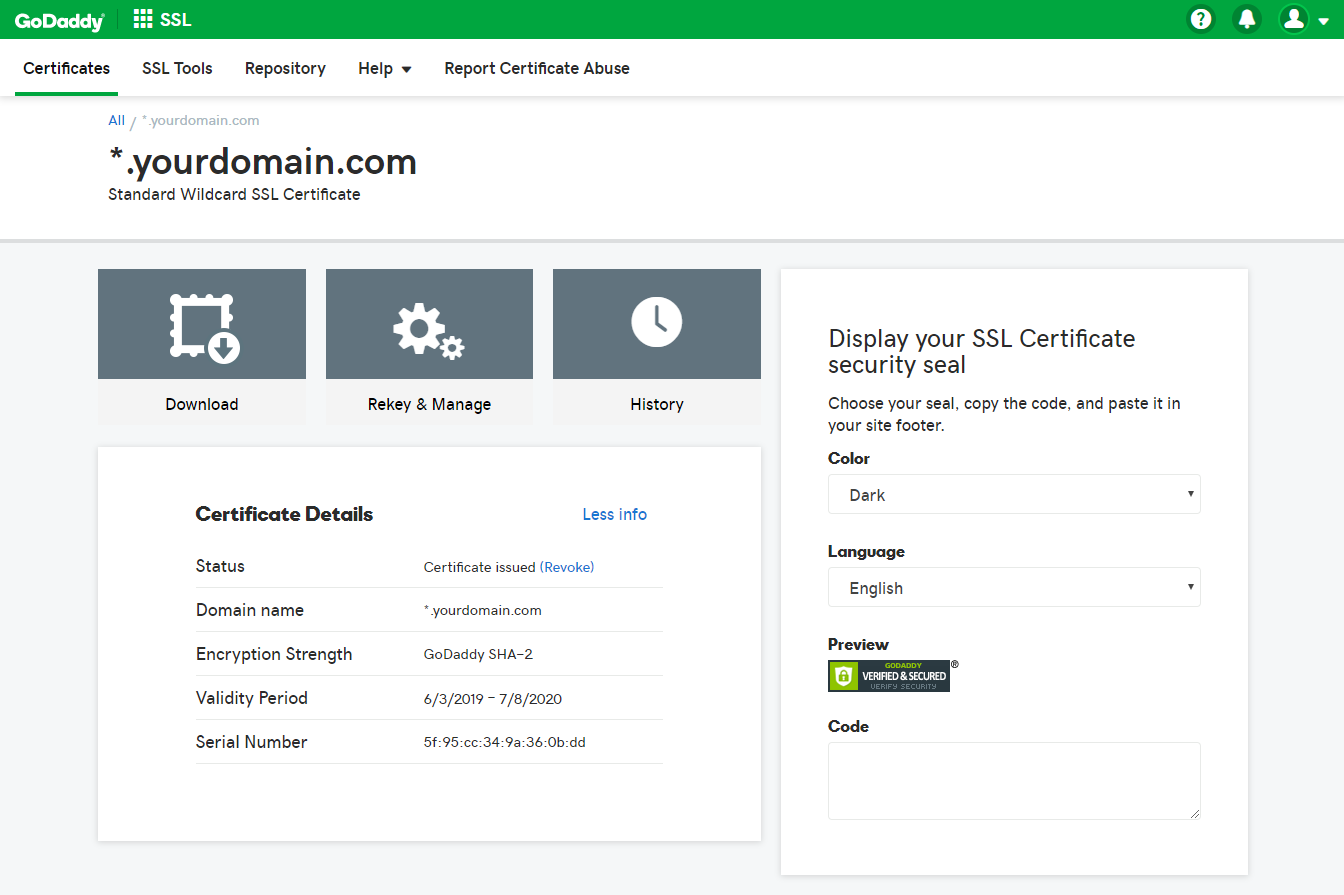 GoDaddy SSL
Certificates SSL Tools Repository Help Report Certificate Abuse
All / *.yourdomain.com
*.yourdomain.com
Standard Wildcard SSL Certificate
Download
Rekey & Manage
History
Certificate Details
Less info
Status Certificate issued (Revoke)
Domain name *.yourdomain.com
Encryption Strength GoDaddy SHA-2
Validity Period 6/3/2019 - 7/8/2020
Serial Number 5f:95:cc:34:9a:36:0b:dd
Display your SSL Certificate
security seal
Choose your seal, copy the code, and paste it in
your site footer.
Color
Dark
Language
English
Preview
GODADDY
VERIFIED & SECURED
VERIFY SECURITY
®
Code